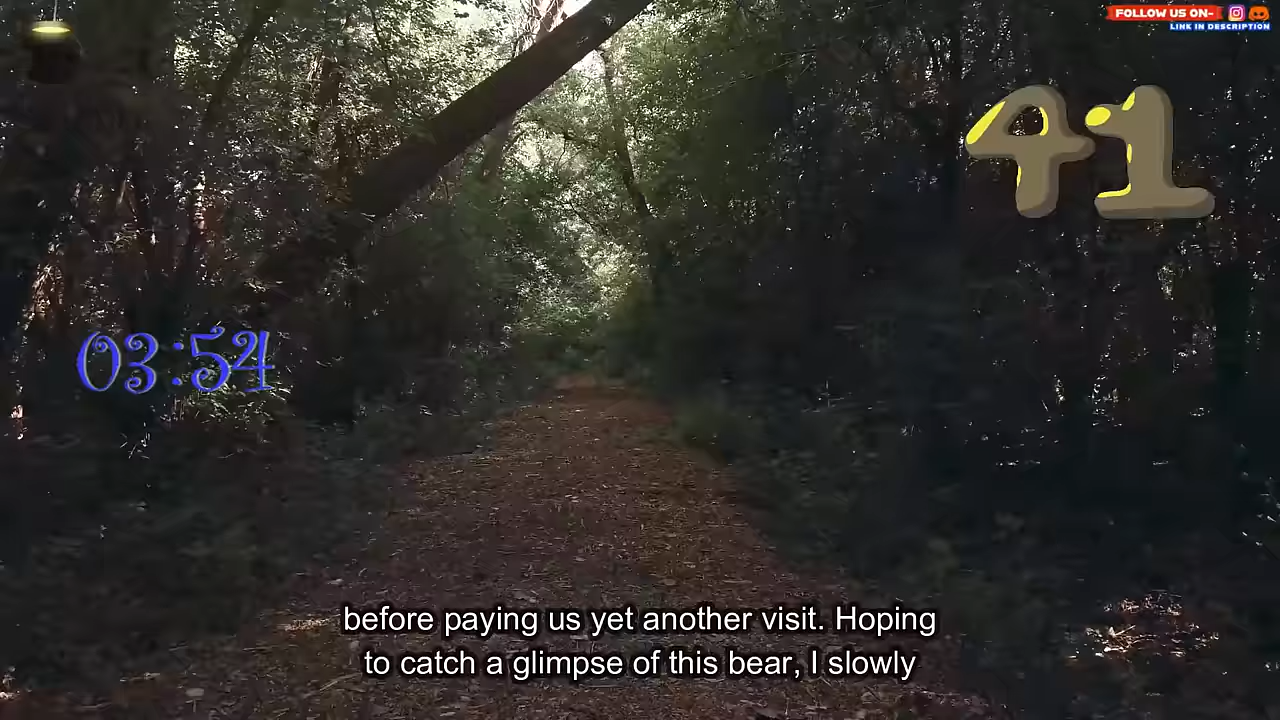 FOLLOW US ON-
LINK IN DESCRIPTION
41
03:54
before paying us yet another visit. Hoping
to catch a glimpse of this bear, I slowly